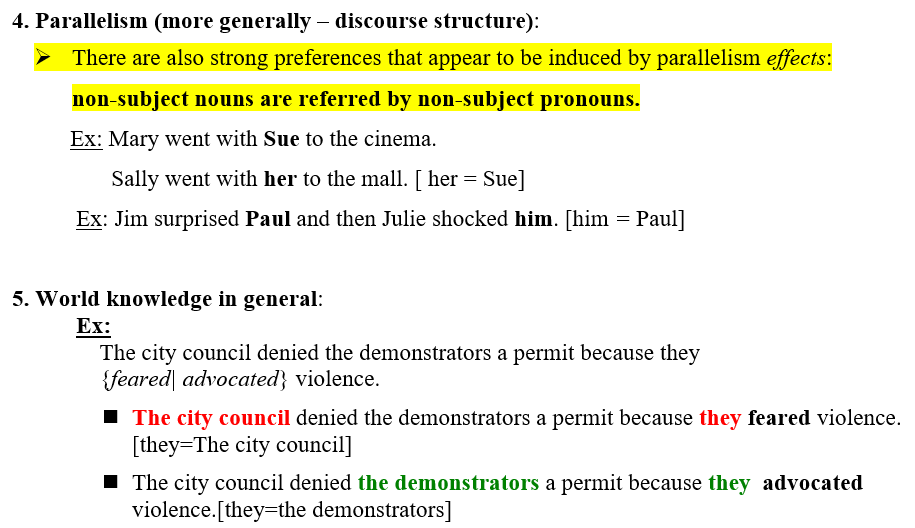 4. Parallelism (more generally – discourse structure):
➢ There are also strong preferences that appear to be induced by parallelism effects:
non-subject nouns are referred by non-subject pronouns.
Ex: Mary went with Sue to the cinema.
Sally went with her to the mall. [ her = Sue]
Ex: Jim surprised Paul and then Julie shocked him. [him = Paul]
5. World knowledge in general:
Ex:
The city council denied the demonstrators a permit because they
{feared| advocated} violence.
■ The city council denied the demonstrators a permit because they feared violence.
[they=The city council]
■ The city council denied the demonstrators a permit because they advocated
violence.[they=the demonstrators]